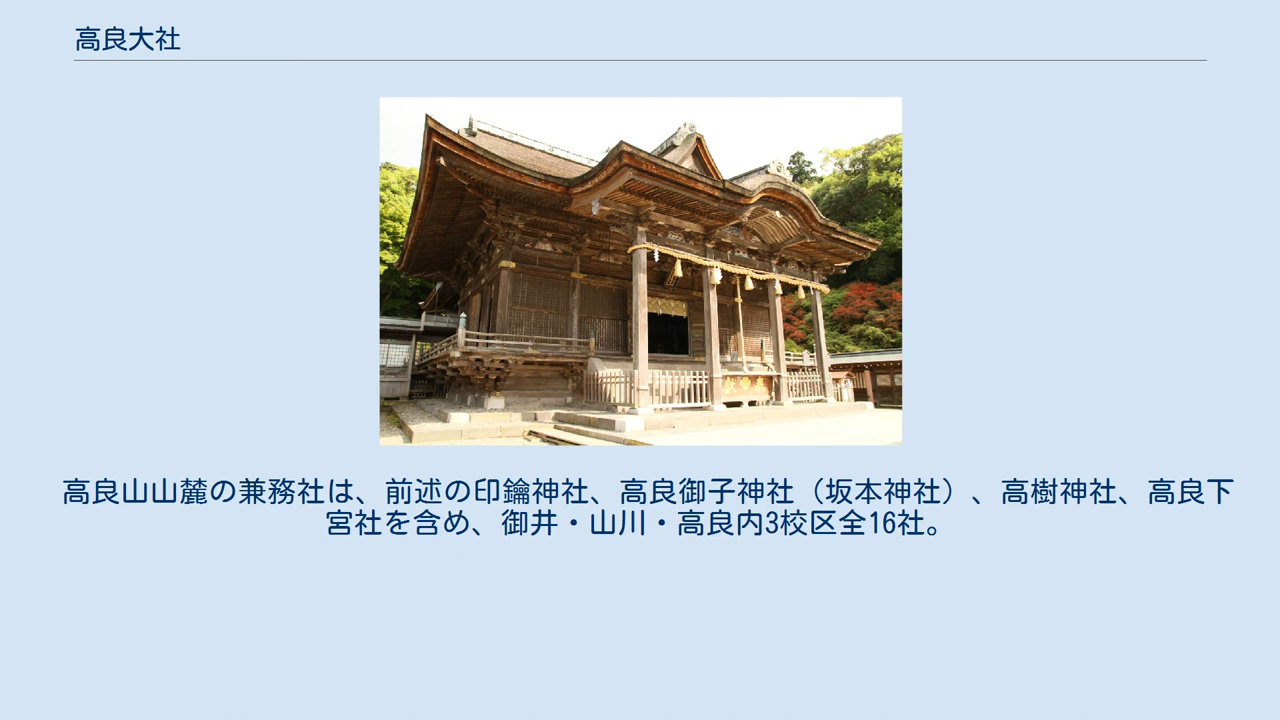 高良大社
高良山山麓の兼務社は、前述の印鑰神社、高良御子神社（坂本神社）、高樹神社、高良下
宮社を含め、御井・山川・高良内3校区全16社。